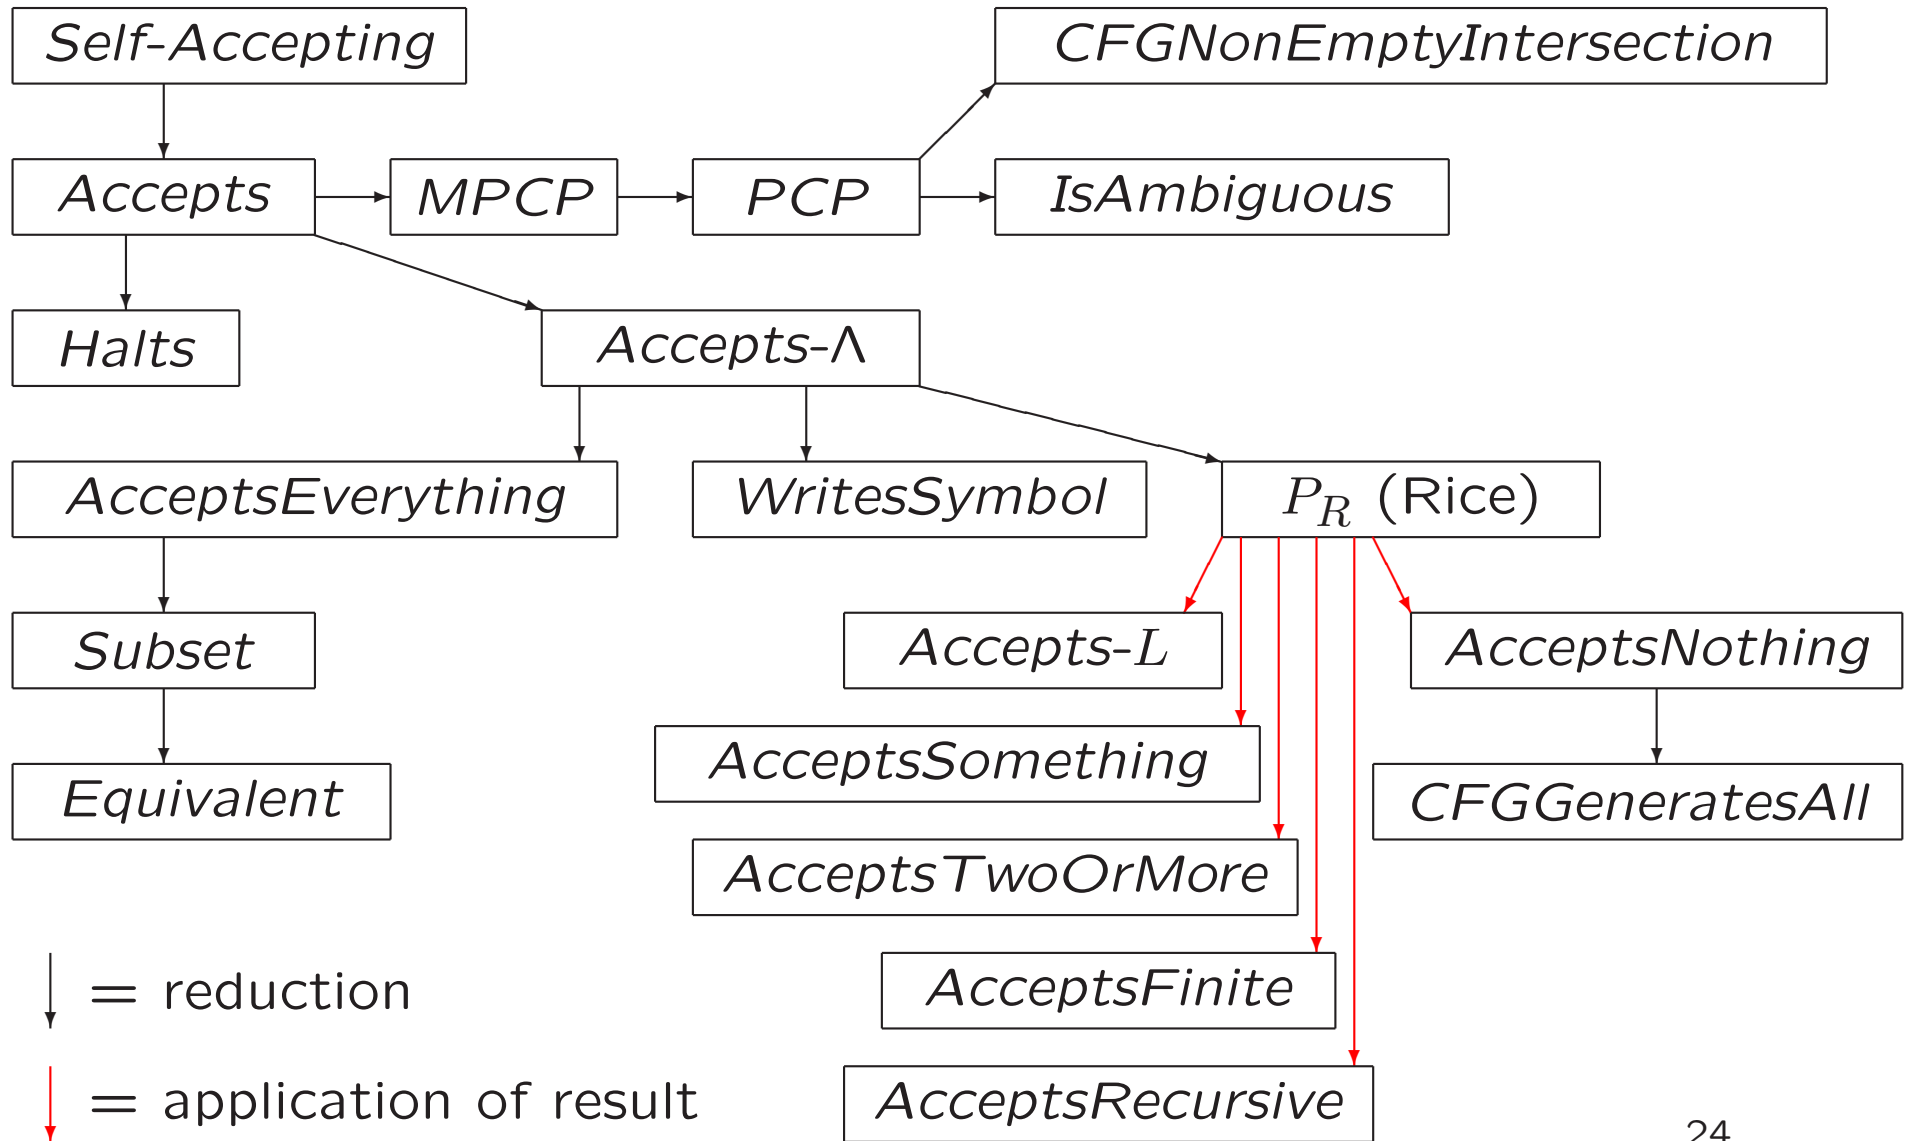 Self-Accepting
CFGNonEmptyIntersection
Accepts
MPCP
PCP
IsAmbiguous
Halts
Accepts-Λ
AcceptsEverything
WritesSymbol
P_R (Rice)
Subset
Accepts-L
AcceptsNothing
AcceptsSomething
Equivalent
CFGGeneratesAll
AcceptsTwoOrMore
= reduction
AcceptsFinite
= application of result
AcceptsRecursive
24